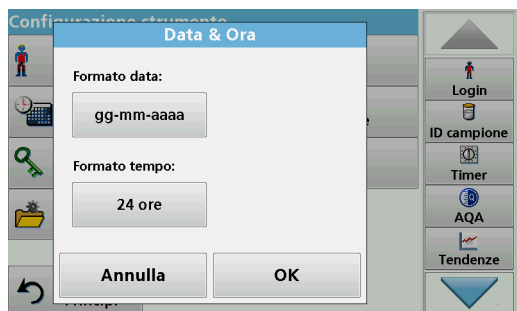 Configurazione strumento
Data & Ora
Formato data:
gg-mm-aaaa
Formato tempo:
24 ore
Annulla
OK
Login
ID campione
Timer
AQA
Tendenze